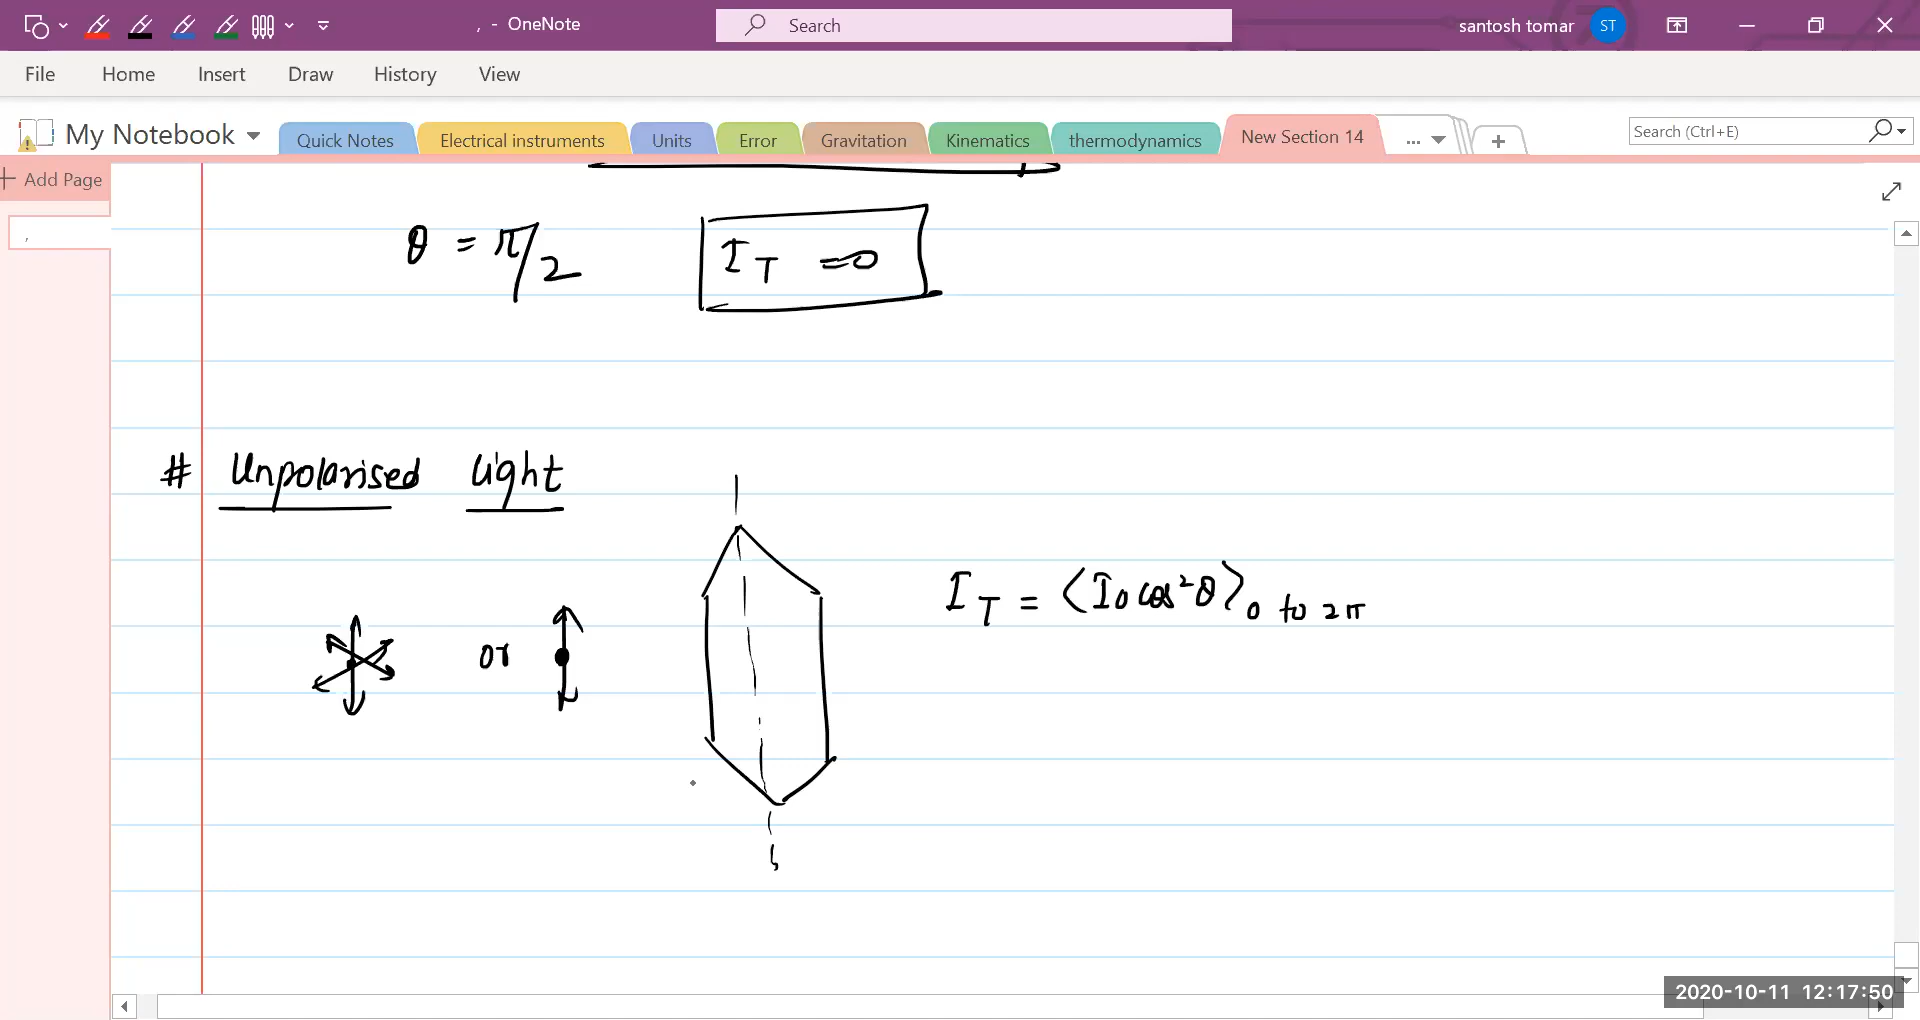 , - OneNote
Search
santosh tomar ST
File Home Insert Draw History View
My Notebook Quick Notes Electrical instruments Units Error Gravitation Kinematics thermodynamics New Section 14 ... + Search (Ctrl+E)
+ Add Page
,
θ = π/2 I_T = 0
# Unpolarised light
I_T = ⟨I₀ cos²θ⟩ 0 to 2π
or
2020-10-11 12:17:50